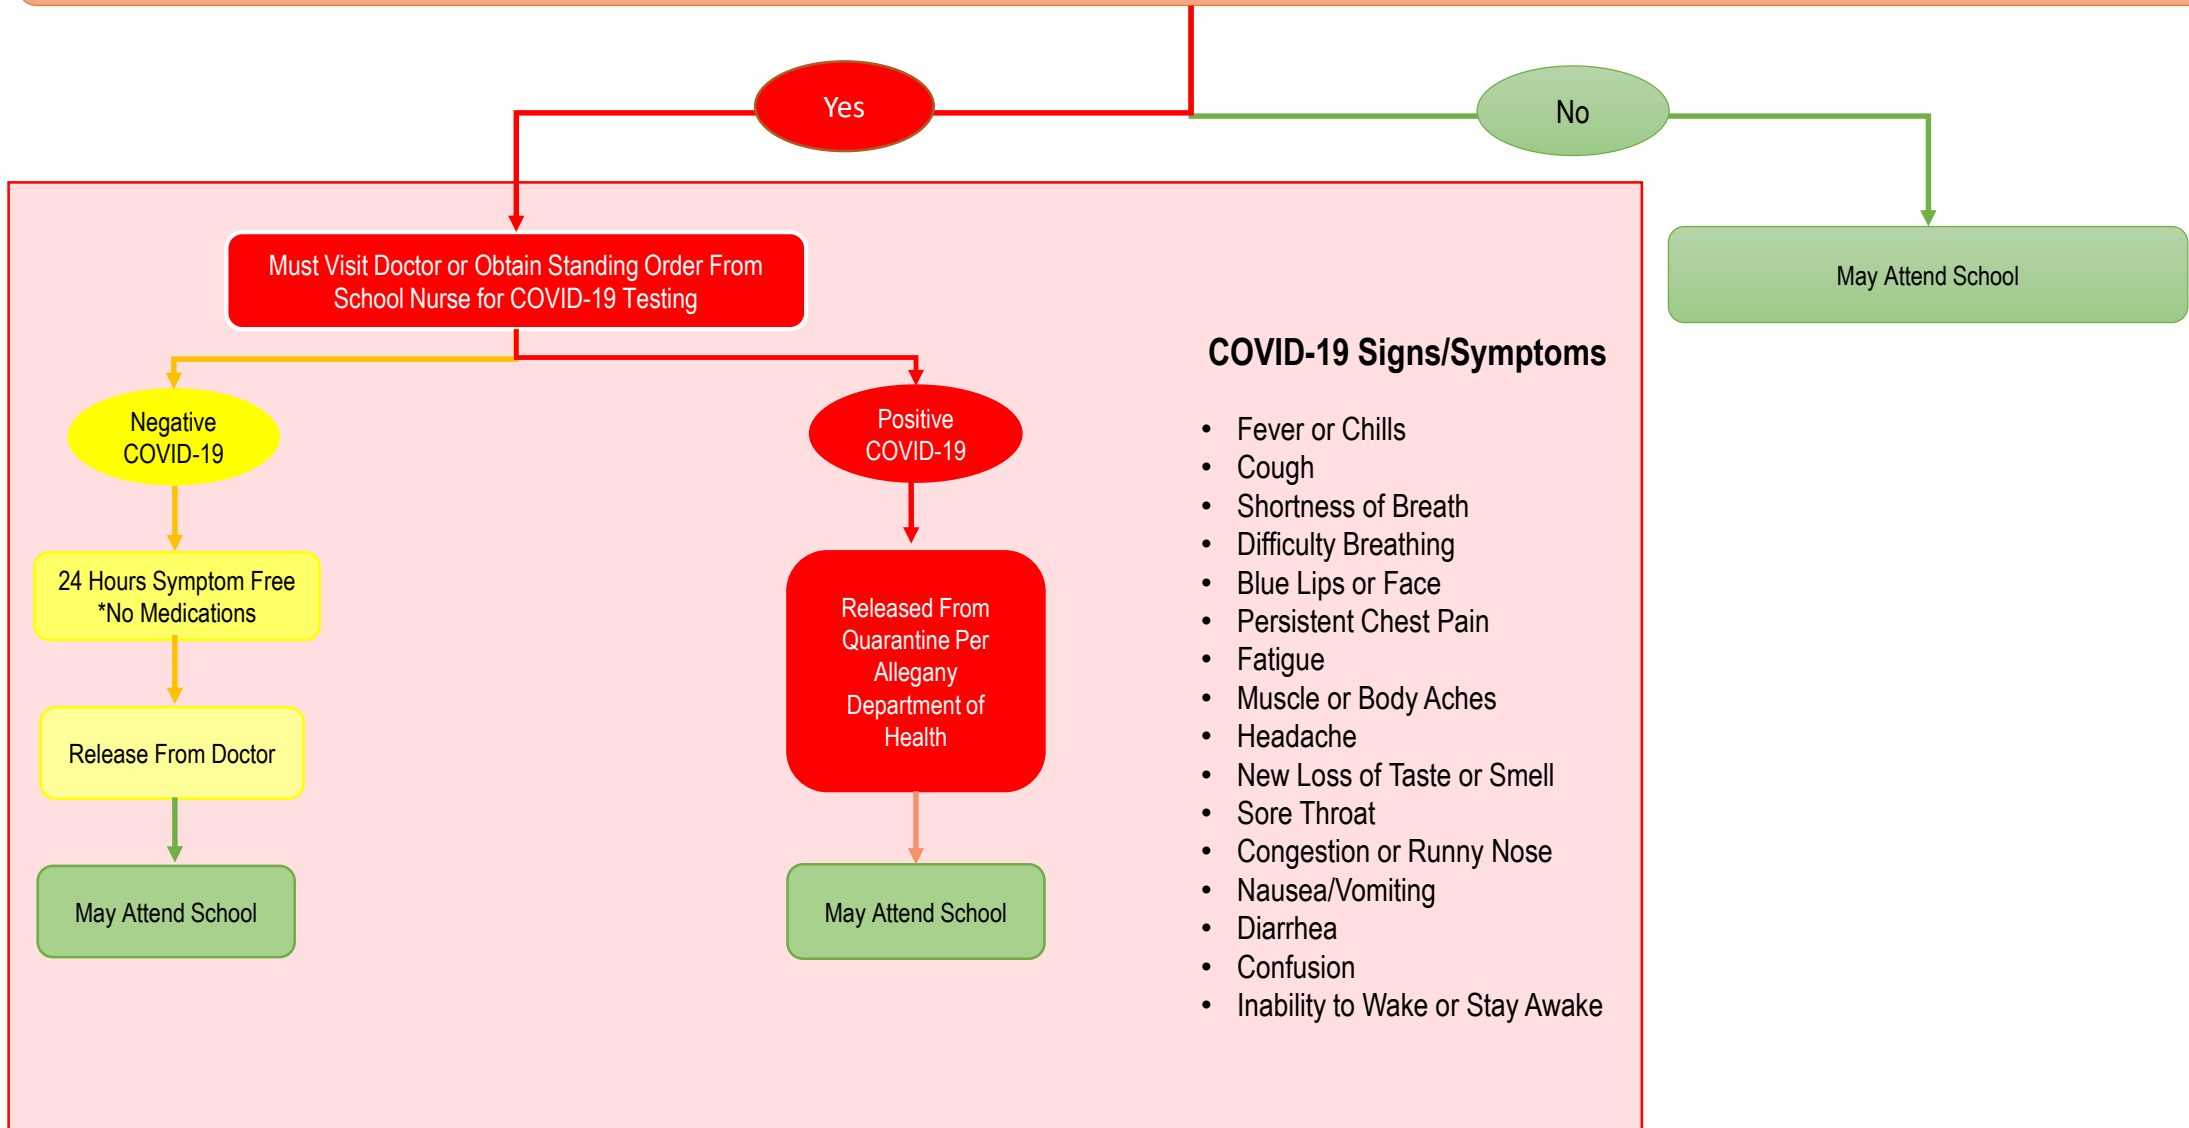 Yes
No
Must Visit Doctor or Obtain Standing Order From
School Nurse for COVID-19 Testing
May Attend School
Negative
COVID-19
Positive
COVID-19
24 Hours Symptom Free
*No Medications
Released From
Quarantine Per
Allegany
Department of
Health
Release From Doctor
May Attend School
May Attend School
COVID-19 Signs/Symptoms
• Fever or Chills
• Cough
• Shortness of Breath
• Difficulty Breathing
• Blue Lips or Face
• Persistent Chest Pain
• Fatigue
• Muscle or Body Aches
• Headache
• New Loss of Taste or Smell
• Sore Throat
• Congestion or Runny Nose
• Nausea/Vomiting
• Diarrhea
• Confusion
• Inability to Wake or Stay Awake